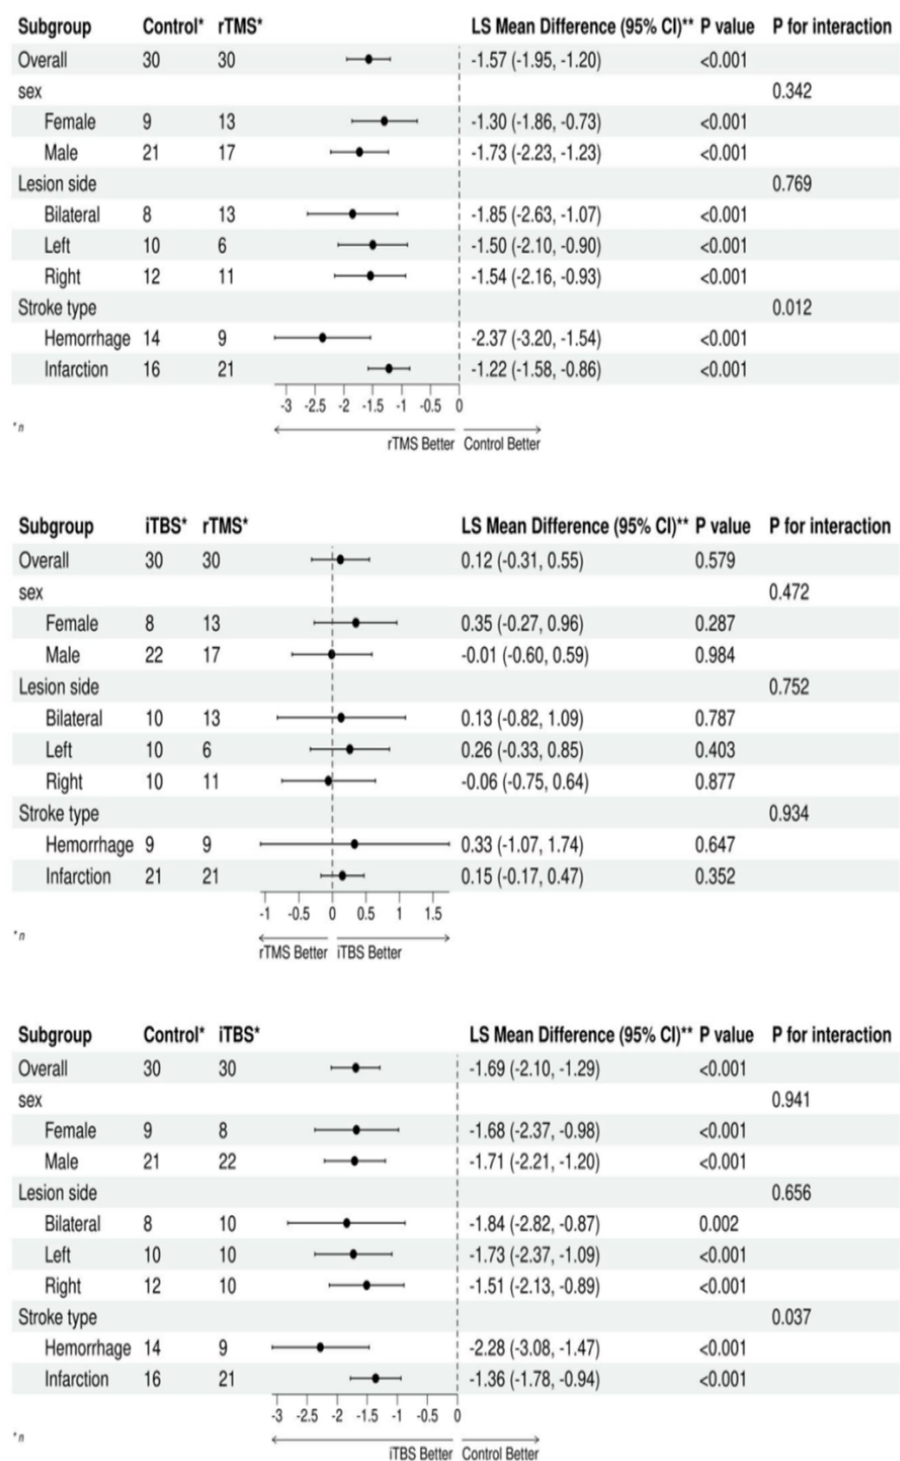 Subgroup Control* rTMS* LS Mean Difference (95% CI)** P value P for interaction
Overall 30 30 -1.57 (-1.95, -1.20) <0.001
sex 0.342
Female 9 13 -1.30 (-1.86, -0.73) <0.001
Male 21 17 -1.73 (-2.23, -1.23) <0.001
Lesion side 0.769
Bilateral 8 13 -1.85 (-2.63, -1.07) <0.001
Left 10 6 -1.50 (-2.10, -0.90) <0.001
Right 12 11 -1.54 (-2.16, -0.93) <0.001
Stroke type 0.012
Hemorrhage 14 9 -2.37 (-3.20, -1.54) <0.001
Infarction 16 21 -1.22 (-1.58, -0.86) <0.001
-3 -2.5 -2 -1.5 -1 -0.5 0
* n
rTMS Better Control Better
Subgroup iTBS* rTMS* LS Mean Difference (95% CI)** P value P for interaction
Overall 30 30 0.12 (-0.31, 0.55) 0.579
sex 0.472
Female 8 13 0.35 (-0.27, 0.96) 0.287
Male 22 17 -0.01 (-0.60, 0.59) 0.984
Lesion side 0.752
Bilateral 10 13 0.13 (-0.82, 1.09) 0.787
Left 10 6 0.26 (-0.33, 0.85) 0.403
Right 10 11 -0.06 (-0.75, 0.64) 0.877
Stroke type 0.934
Hemorrhage 9 9 0.33 (-1.07, 1.74) 0.647
Infarction 21 21 0.15 (-0.17, 0.47) 0.352
-1 -0.5 0 0.5 1 1.5
* n
rTMS Better iTBS Better
Subgroup Control* iTBS* LS Mean Difference (95% CI)** P value P for interaction
Overall 30 30 -1.69 (-2.10, -1.29) <0.001
sex 0.941
Female 9 8 -1.68 (-2.37, -0.98) <0.001
Male 21 22 -1.71 (-2.21, -1.20) <0.001
Lesion side 0.656
Bilateral 8 10 -1.84 (-2.82, -0.87) 0.002
Left 10 10 -1.73 (-2.37, -1.09) <0.001
Right 12 10 -1.51 (-2.13, -0.89) <0.001
Stroke type 0.037
Hemorrhage 14 9 -2.28 (-3.08, -1.47) <0.001
Infarction 16 21 -1.36 (-1.78, -0.94) <0.001
-3 -2.5 -2 -1.5 -1 -0.5 0
* n
iTBS Better Control Better